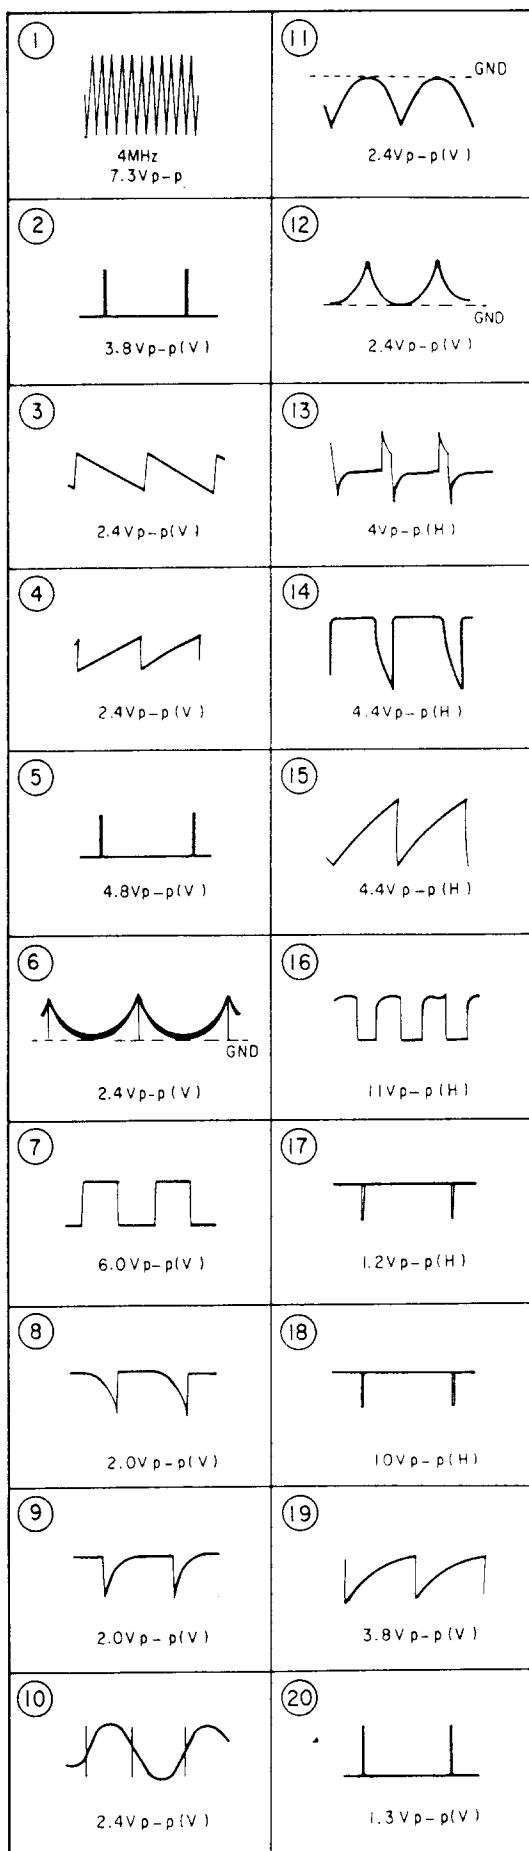 1
4MHz
7.3Vp-p
2
3.8Vp-p(V)
3
2.4Vp-p(V)
4
2.4Vp-p(V)
5
4.8Vp-p(V)
6
GND
2.4Vp-p(V)
7
6.0Vp-p(V)
8
2.0Vp-p(V)
9
2.0Vp-p(V)
10
2.4Vp-p(V)
11
GND
2.4Vp-p(V)
12
GND
2.4Vp-p(V)
13
4Vp-p(H)
14
4.4Vp-p(H)
15
4.4Vp-p(H)
16
11Vp-p(H)
17
1.2Vp-p(H)
18
10Vp-p(H)
19
3.8Vp-p(V)
20
1.3Vp-p(V)